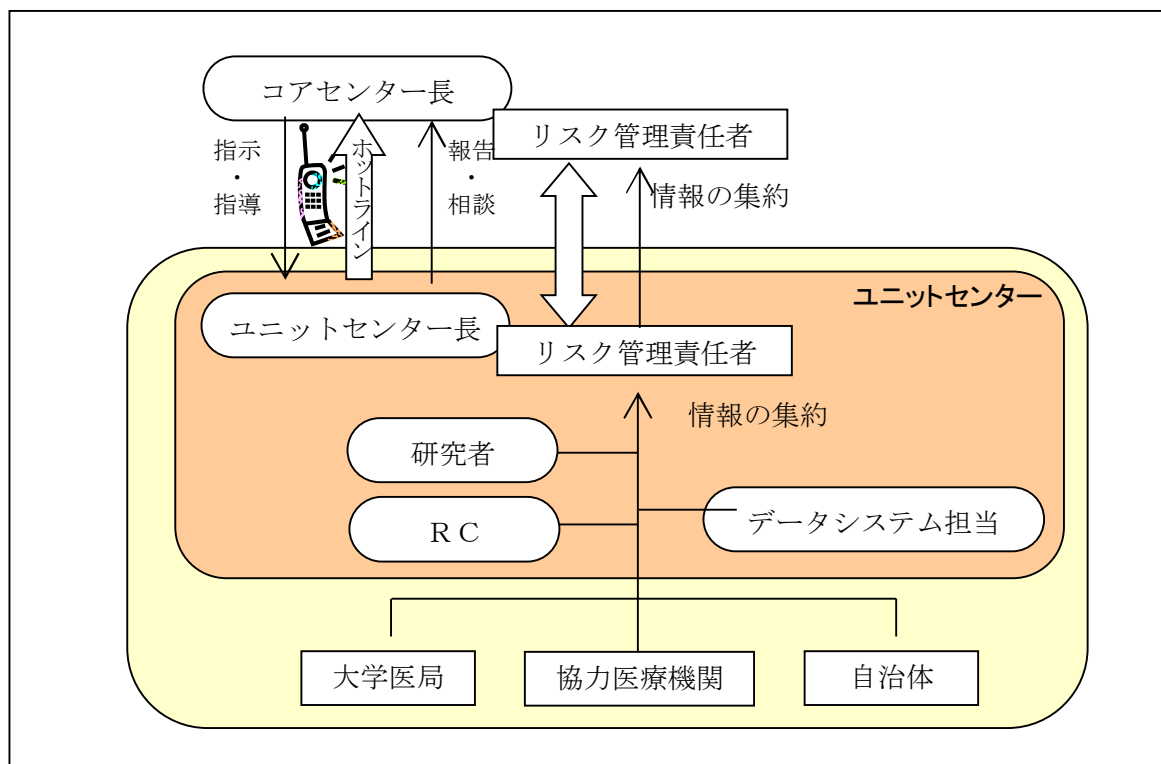 コアセンター長
リスク管理責任者
指示
・
指導
ホットライン
報告
・
相談
情報の集約
ユニットセンター
ユニットセンター長
リスク管理責任者
情報の集約
研究者
ＲＣ
データシステム担当
大学医局
協力医療機関
自治体